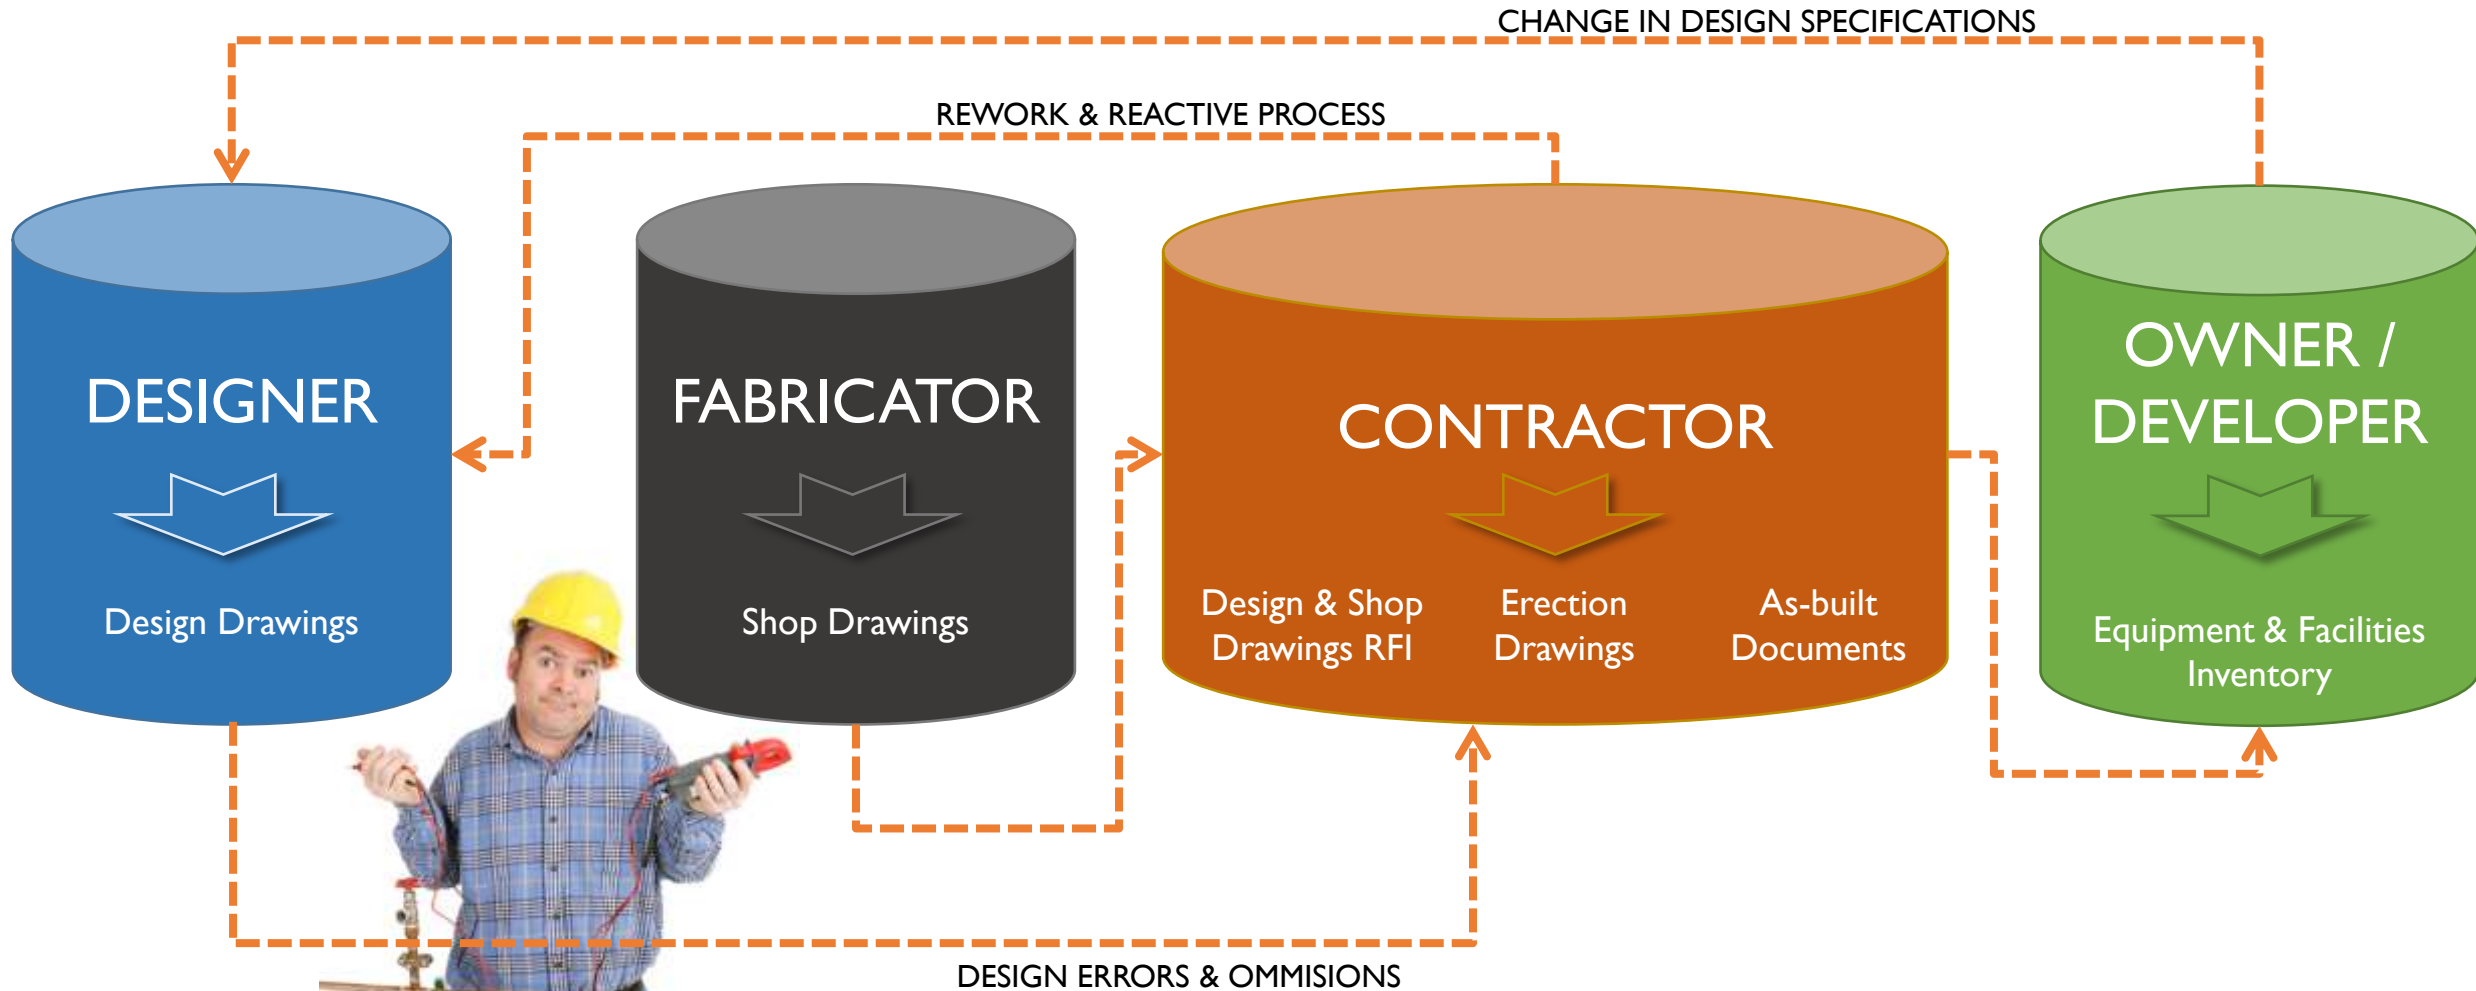 CHANGE IN DESIGN SPECIFICATIONS
REWORK & REACTIVE PROCESS
DESIGNER
Design Drawings
FABRICATOR
Shop Drawings
CONTRACTOR
Design & Shop
Drawings RFI
Erection
Drawings
As-built
Documents
OWNER /
DEVELOPER
Equipment & Facilities
Inventory
DESIGN ERRORS & OMMISIONS